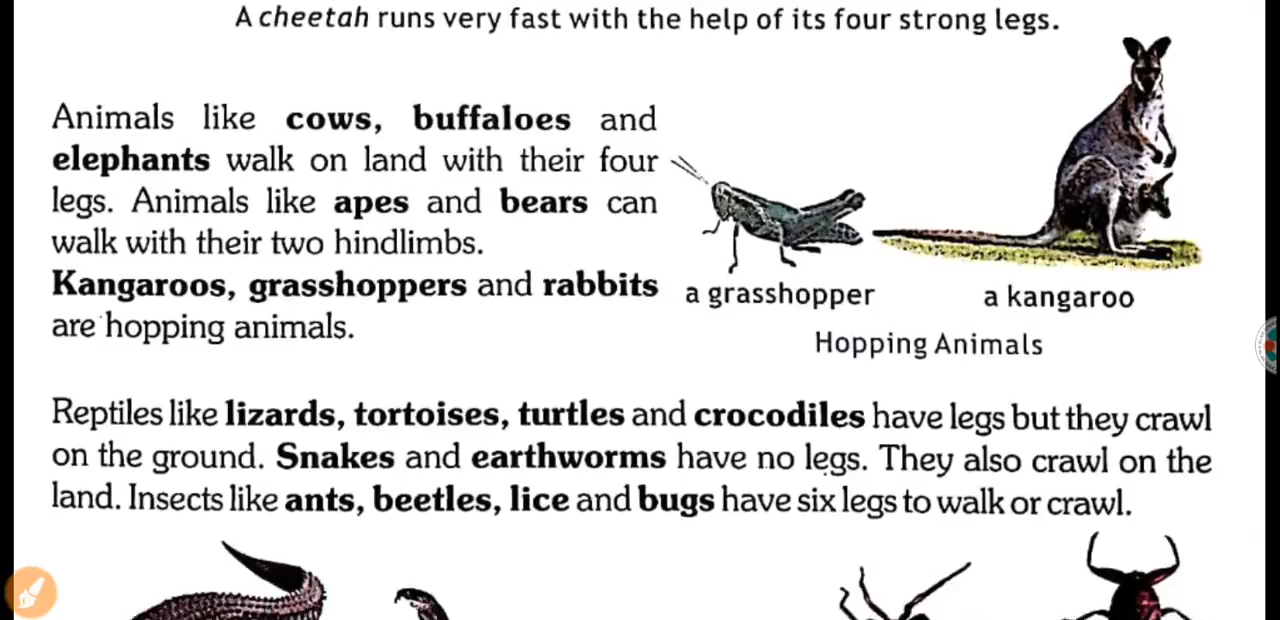 A cheetah runs very fast with the help of its four strong legs.
Animals like cows, buffaloes and
elephants walk on land with their four
legs. Animals like apes and bears can
walk with their two hindlimbs.
Kangaroos, grasshoppers and rabbits
are hopping animals.
a grasshopper
a kangaroo
Hopping Animals
Reptiles like lizards, tortoises, turtles and crocodiles have legs but they crawl
on the ground. Snakes and earthworms have no legs. They also crawl on the
land. Insects like ants, beetles, lice and bugs have six legs to walk or crawl.